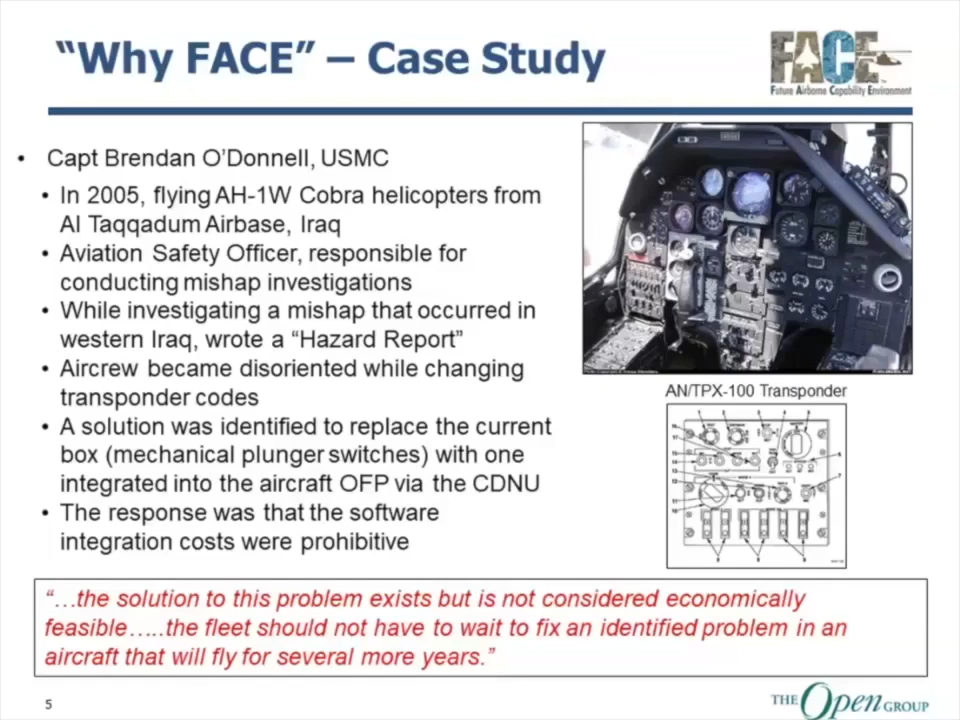 “Why FACE” – Case Study
FACE
Future Airborne Capability Environment
• Capt Brendan O’Donnell, USMC
• In 2005, flying AH-1W Cobra helicopters from
Al Taqqadum Airbase, Iraq
• Aviation Safety Officer, responsible for
conducting mishap investigations
• While investigating a mishap that occurred in
western Iraq, wrote a “Hazard Report”
• Aircrew became disoriented while changing
transponder codes
• A solution was identified to replace the current
box (mechanical plunger switches) with one
integrated into the aircraft OFP via the CDNU
• The response was that the software
integration costs were prohibitive
AN/TPX-100 Transponder
“…the solution to this problem exists but is not considered economically
feasible…..the fleet should not have to wait to fix an identified problem in an
aircraft that will fly for several more years.”
5
THE Open GROUP